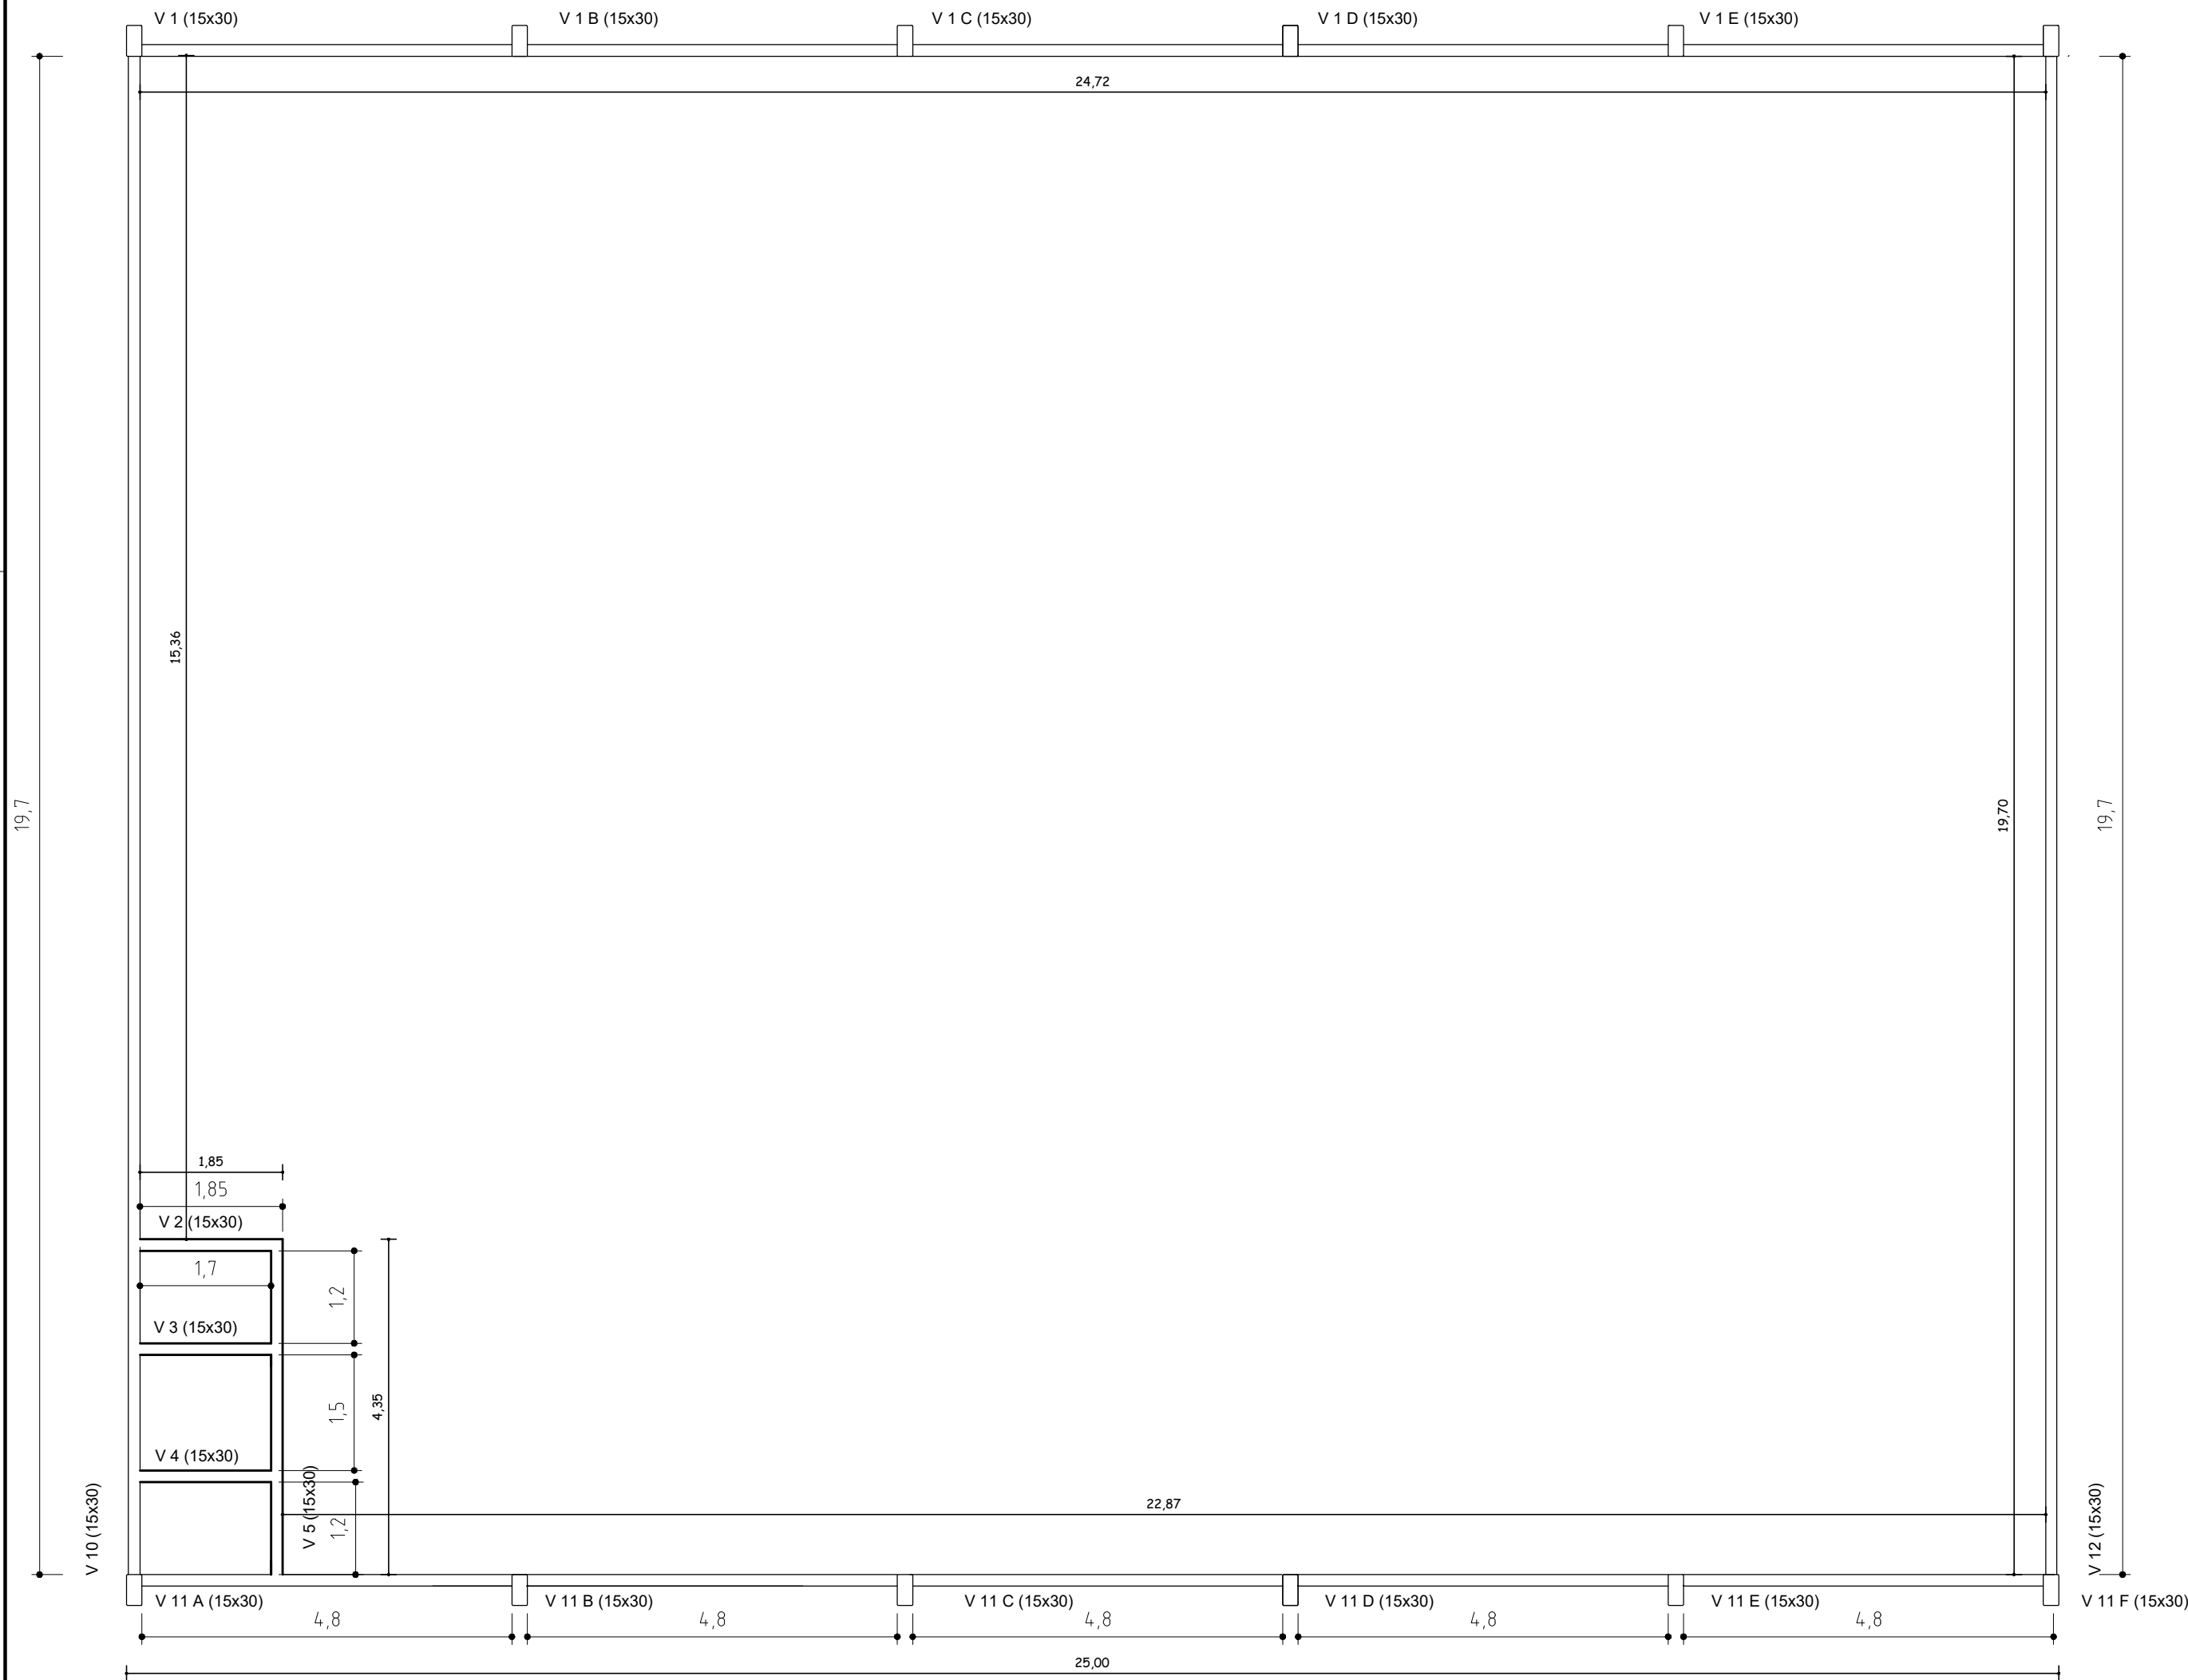 V 1 (15x30)
V 1 B (15x30)
V 1 C (15x30)
V 1 D (15x30)
V 1 E (15x30)
24,72
15,36
19,7
19,70
19,7
1,85
1,85
V 2 (15x30)
1,7
1,2
V 3 (15x30)
1,5
4,35
V 4 (15x30)
V 5 (15x30)
1,2
22,87
V 10 (15x30)
V 12 (15x30)
V 11 A (15x30)
V 11 B (15x30)
V 11 C (15x30)
V 11 D (15x30)
V 11 E (15x30)
V 11 F (15x30)
4,8
4,8
4,8
4,8
4,8
25,00